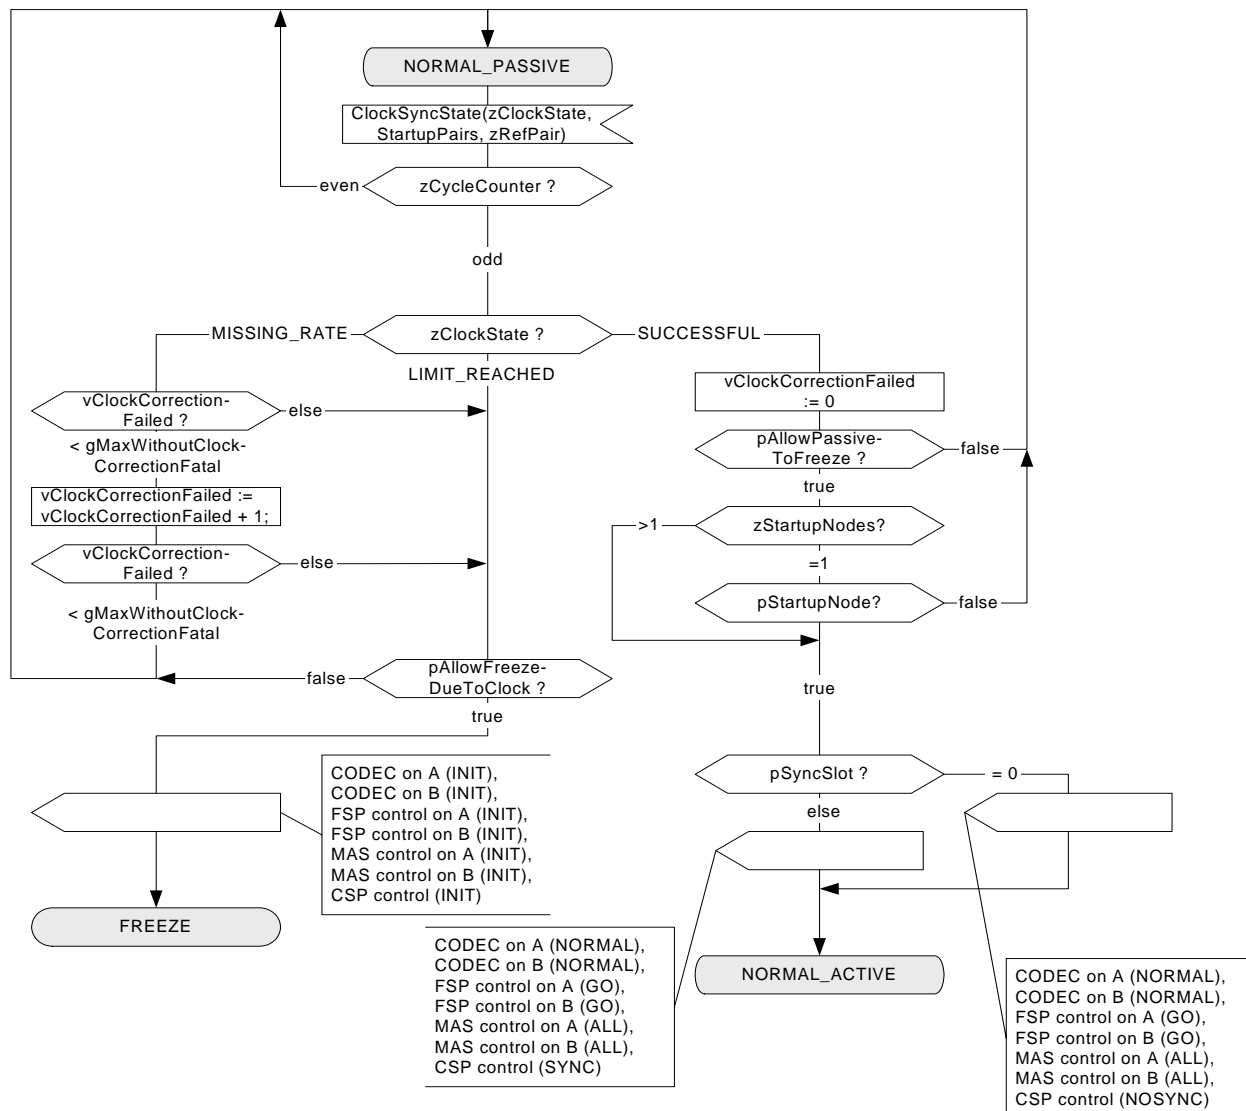 NORMAL_PASSIVE
ClockSyncState(zClockState,
StartupPairs, zRefPair)
even
zCycleCounter ?
odd
MISSING_RATE
zClockState ?
SUCCESSFUL
LIMIT_REACHED
vClockCorrectionFailed
:= 0
vClockCorrection-
Failed ?
else
< gMaxWithoutClock-
CorrectionFatal
pAllowPassive-
ToFreeze ?
false
true
vClockCorrectionFailed :=
vClockCorrectionFailed + 1;
>1
zStartupNodes?
=1
vClockCorrection-
Failed ?
else
pStartupNode?
false
< gMaxWithoutClock-
CorrectionFatal
false
pAllowFreeze-
DueToClock ?
true
true
pSyncSlot ?
= 0
else
CODEC on A (INIT),
CODEC on B (INIT),
FSP control on A (INIT),
FSP control on B (INIT),
MAS control on A (INIT),
MAS control on B (INIT),
CSP control (INIT)
FREEZE
CODEC on A (NORMAL),
CODEC on B (NORMAL),
FSP control on A (GO),
FSP control on B (GO),
MAS control on A (ALL),
MAS control on B (ALL),
CSP control (SYNC)
NORMAL_ACTIVE
CODEC on A (NORMAL),
CODEC on B (NORMAL),
FSP control on A (GO),
FSP control on B (GO),
MAS control on A (ALL),
MAS control on B (ALL),
CSP control (NOSYNC)